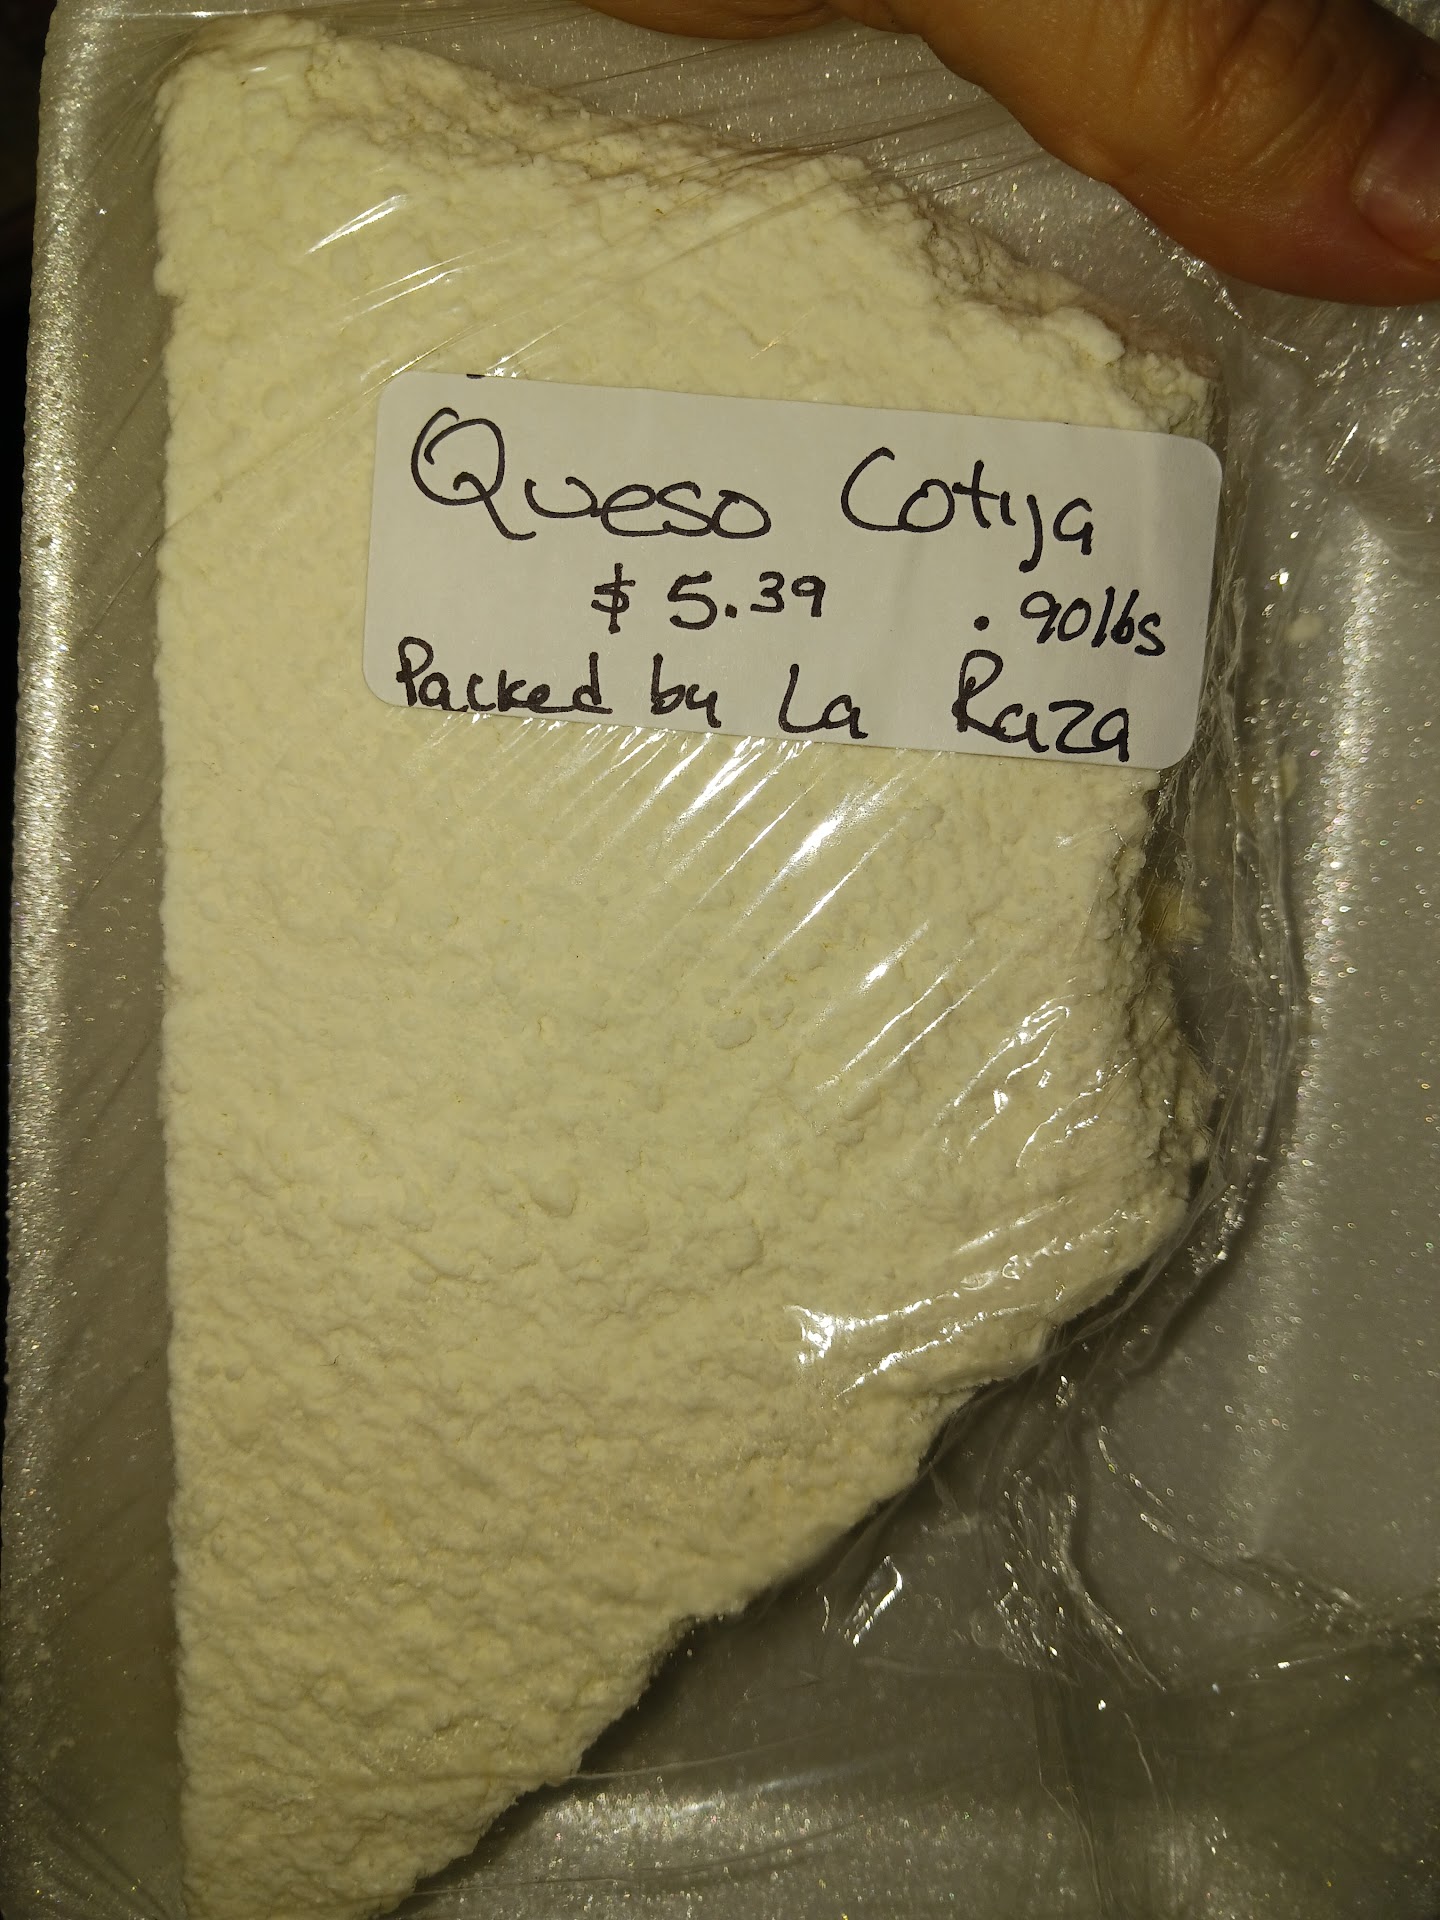 Queso Cotija
$5.39 .90lbs
Packed by La Raza